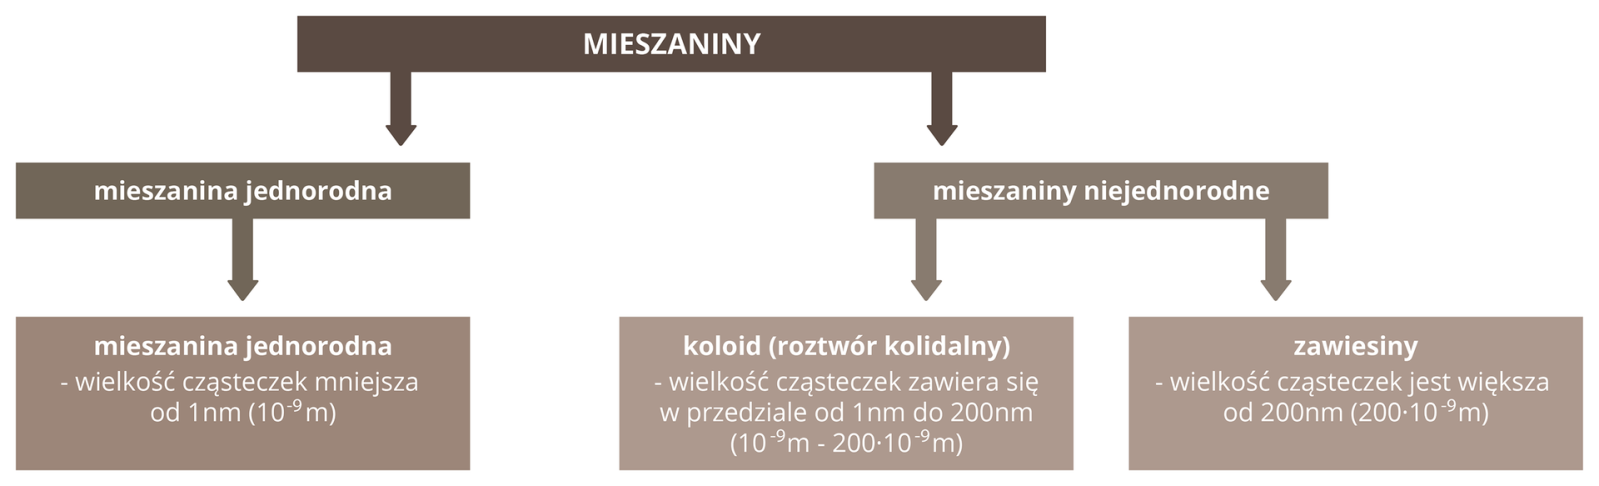 MIESZANINY
mieszanina jednorodna
mieszaniny niejednorodne
mieszanina jednorodna
- wielkość cząsteczek mniejsza
od 1nm (10⁻⁹m)
koloid (roztwór kolidalny)
- wielkość cząsteczek zawiera się
w przedziale od 1nm do 200nm
(10⁻⁹m - 200·10⁻⁹m)
zawiesiny
- wielkość cząsteczek jest większa
od 200nm (200·10⁻⁹m)